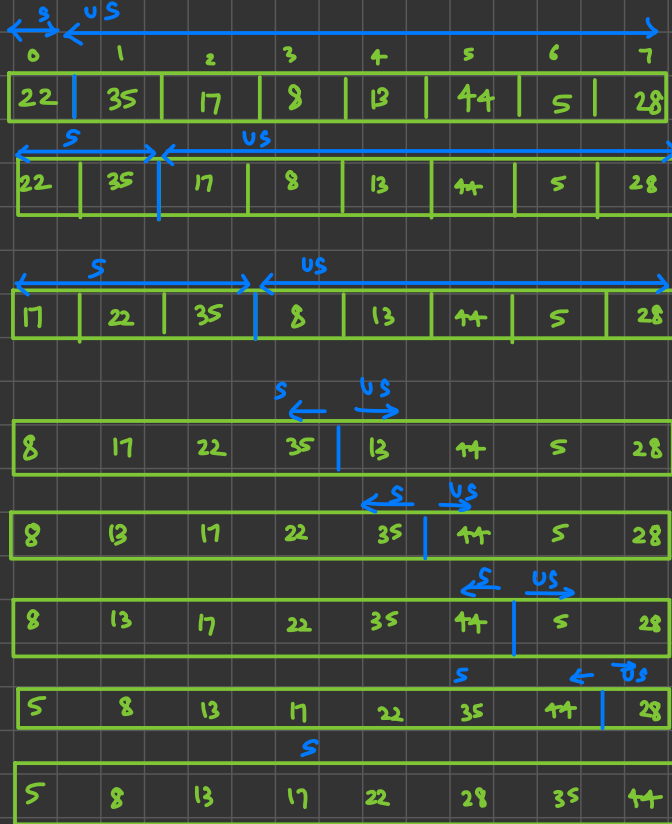 s US
0 1 2 3 4 5 6 7
22 35 17 8 13 44 5 28
S US
22 35 17 8 13 44 5 28
S US
17 22 35 8 13 44 5 28
S US
8 17 22 35 13 44 5 28
S US
8 13 17 22 35 44 5 28
S US
8 13 17 22 35 44 5 28
S US
5 8 13 17 22 35 44 28
S
5 8 13 17 22 28 35 44